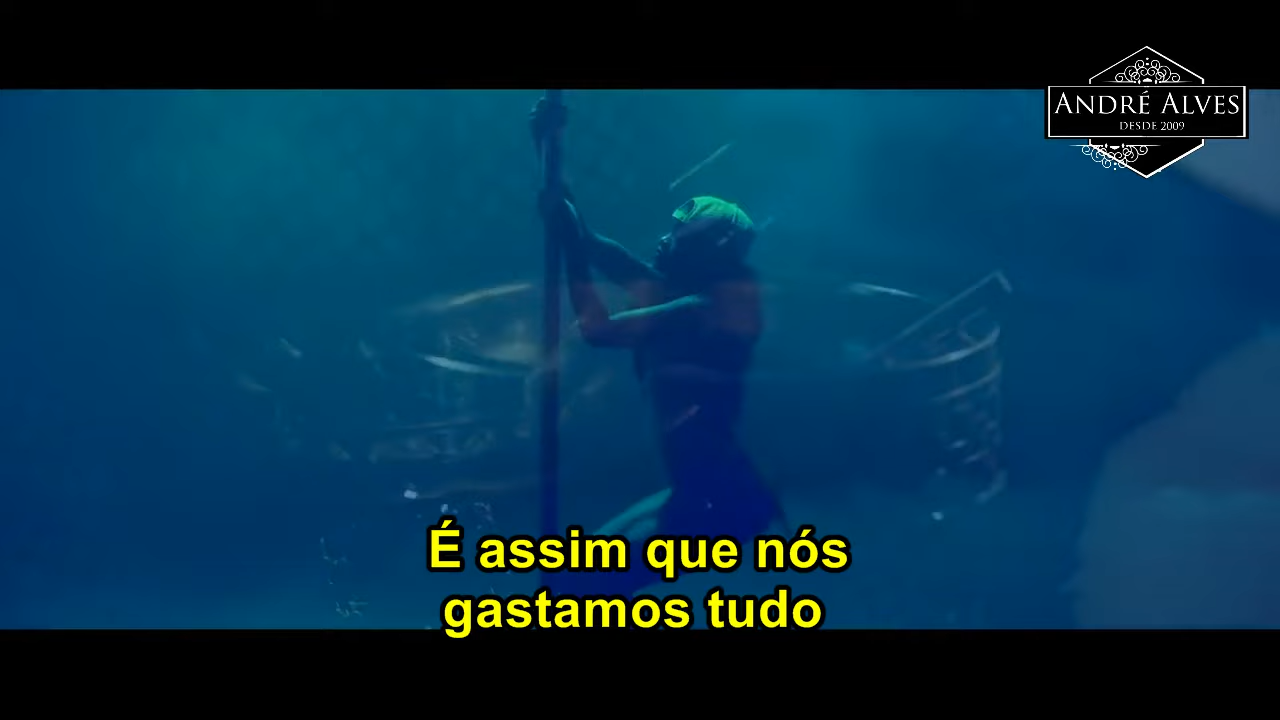 ANDRÉ ALVES
DESDE 2009
É assim que nós
gastamos tudo